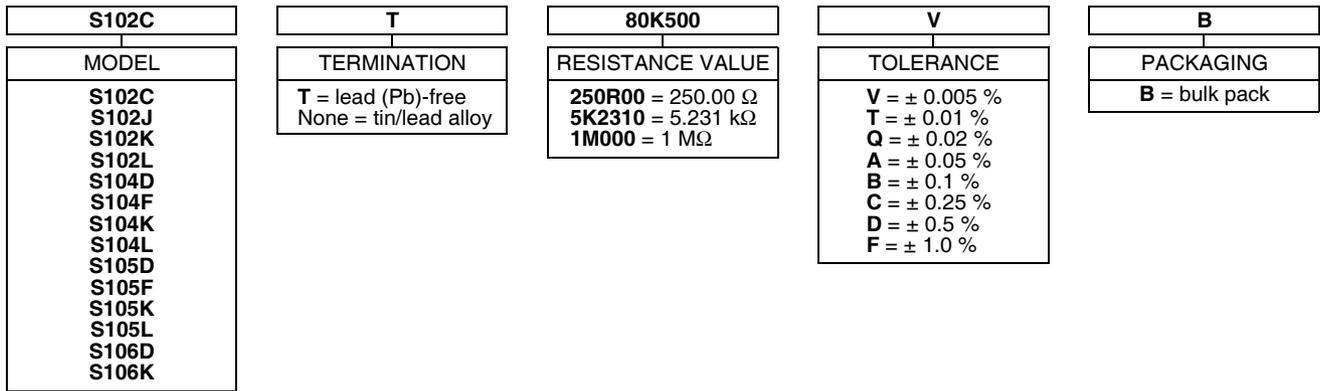 S102C
MODEL
S102C
S102J
S102K
S102L
S104D
S104F
S104K
S104L
S105D
S105F
S105K
S105L
S106D
S106K
T
TERMINATION
T = lead (Pb)-free
None = tin/lead alloy
80K500
RESISTANCE VALUE
250R00 = 250.00 Ω
5K2310 = 5.231 kΩ
1M000 = 1 MΩ
V
TOLERANCE
V = ± 0.005 %
T = ± 0.01 %
Q = ± 0.02 %
A = ± 0.05 %
B = ± 0.1 %
C = ± 0.25 %
D = ± 0.5 %
F = ± 1.0 %
B
PACKAGING
B = bulk pack